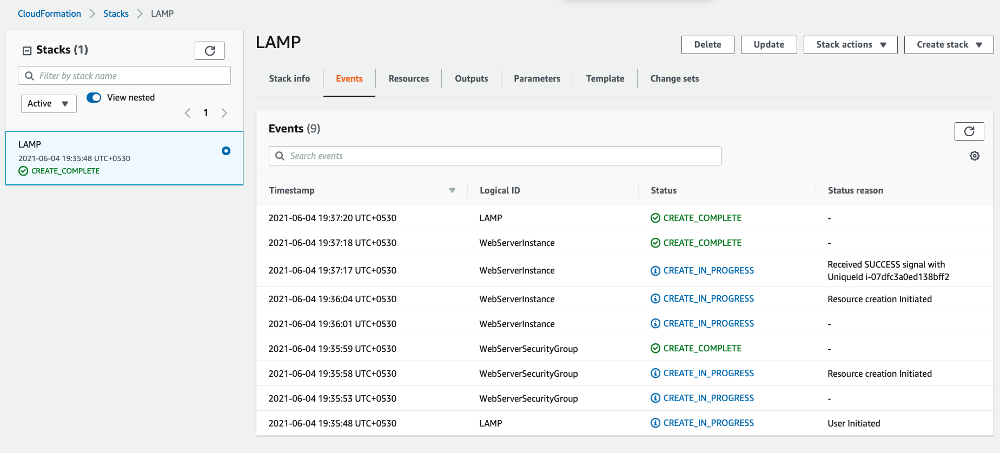 CloudFormation > Stacks > LAMP
Stacks (1)
Filter by stack name
Active
View nested
1
LAMP
2021-06-04 19:35:48 UTC+0530
CREATE_COMPLETE
LAMP
Delete Update Stack actions Create stack
Stack info Events Resources Outputs Parameters Template Change sets
Events (9)
Search events
Timestamp Logical ID Status Status reason
2021-06-04 19:37:20 UTC+0530 LAMP CREATE_COMPLETE -
2021-06-04 19:37:18 UTC+0530 WebServerInstance CREATE_COMPLETE -
2021-06-04 19:37:17 UTC+0530 WebServerInstance CREATE_IN_PROGRESS Received SUCCESS signal with
UniqueId i-07dfc3a0ed138bff2
2021-06-04 19:36:04 UTC+0530 WebServerInstance CREATE_IN_PROGRESS Resource creation Initiated
2021-06-04 19:36:01 UTC+0530 WebServerInstance CREATE_IN_PROGRESS -
2021-06-04 19:35:59 UTC+0530 WebServerSecurityGroup CREATE_COMPLETE -
2021-06-04 19:35:58 UTC+0530 WebServerSecurityGroup CREATE_IN_PROGRESS Resource creation Initiated
2021-06-04 19:35:53 UTC+0530 WebServerSecurityGroup CREATE_IN_PROGRESS -
2021-06-04 19:35:48 UTC+0530 LAMP CREATE_IN_PROGRESS User Initiated